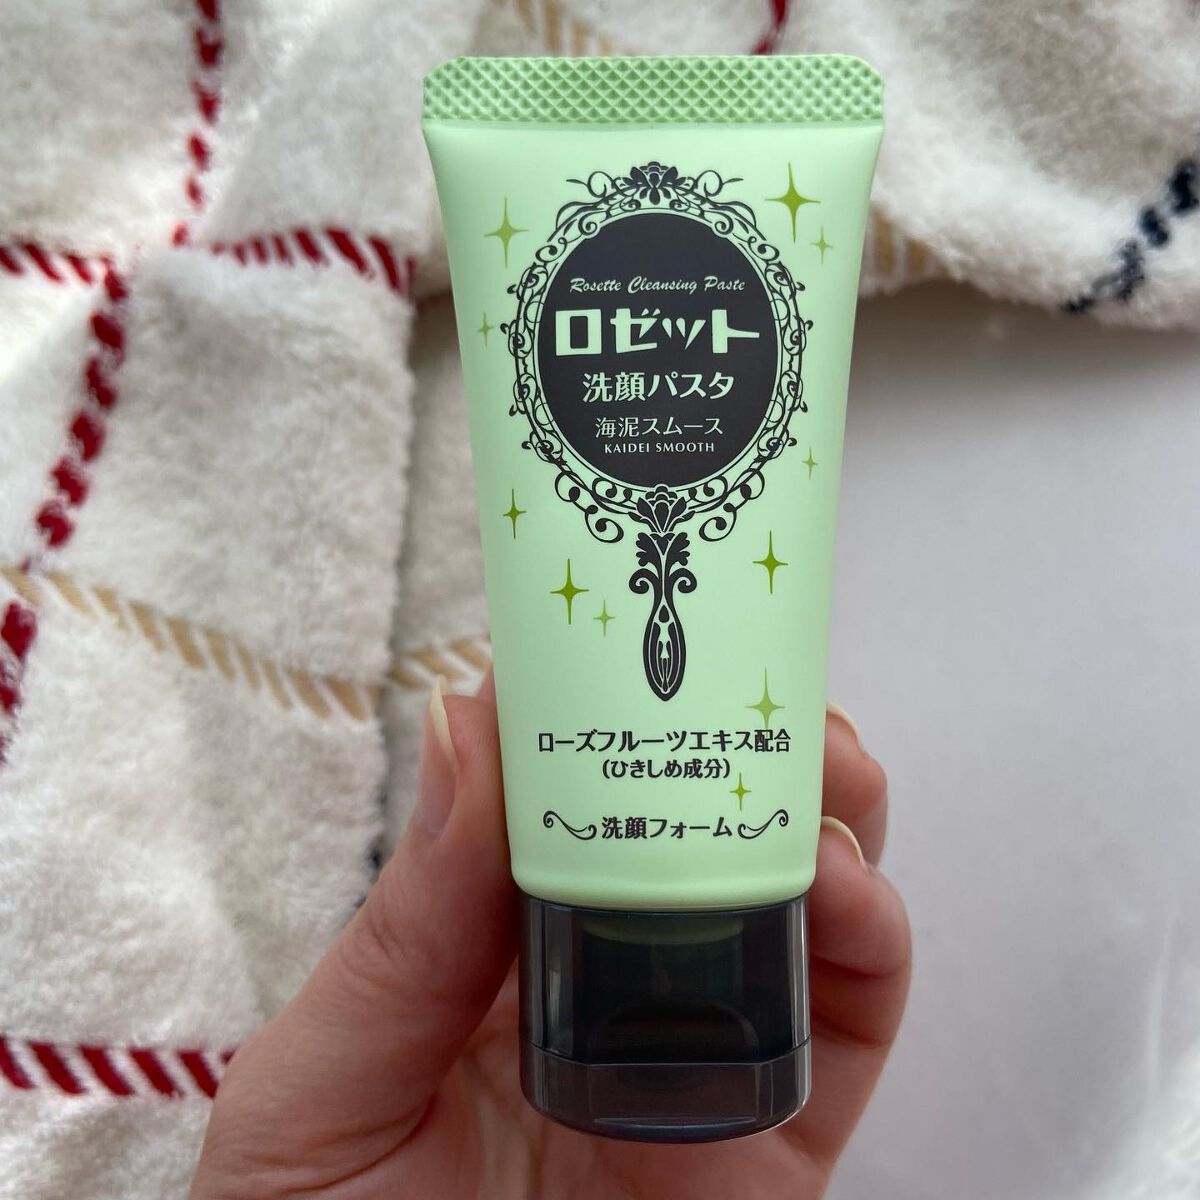 Rosette Cleansing Paste
ロゼット
洗顔パスタ
海泥スムース
KAIDEI SMOOTH
ローズフルーツエキス配合
(ひきしめ成分)
洗顔フォーム